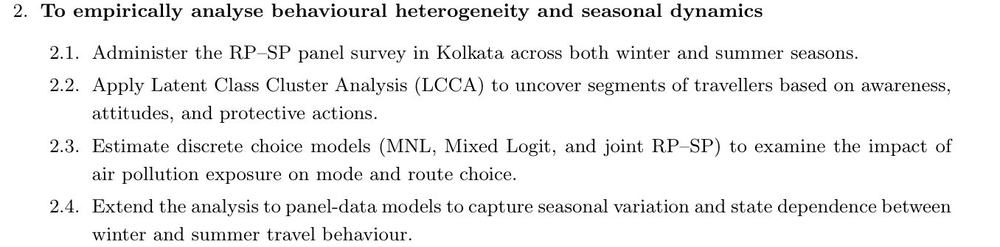 2. To empirically analyse behavioural heterogeneity and seasonal dynamics
2.1. Administer the RP–SP panel survey in Kolkata across both winter and summer seasons.
2.2. Apply Latent Class Cluster Analysis (LCCA) to uncover segments of travellers based on awareness,
attitudes, and protective actions.
2.3. Estimate discrete choice models (MNL, Mixed Logit, and joint RP–SP) to examine the impact of
air pollution exposure on mode and route choice.
2.4. Extend the analysis to panel-data models to capture seasonal variation and state dependence between
winter and summer travel behaviour.